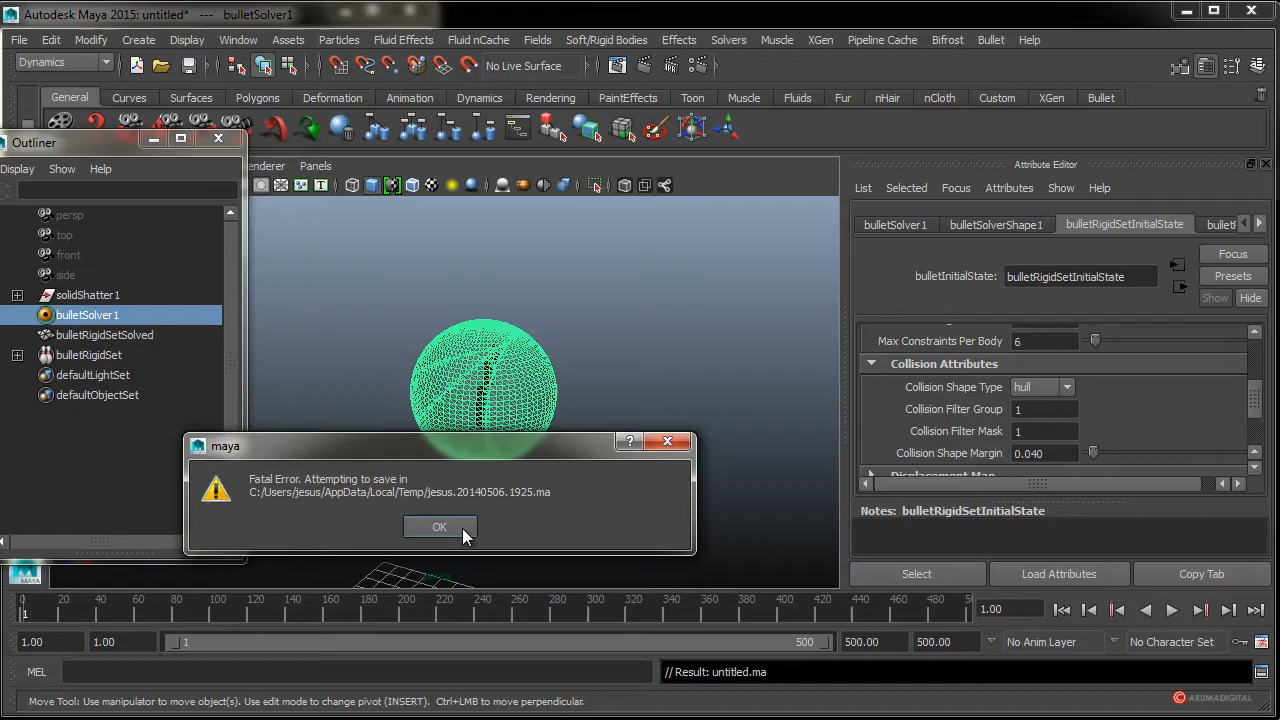 Autodesk Maya 2015: untitled* --- bulletSolver1
File Edit Modify Create Display Window Assets Particles Fluid Effects Fluid nCache Fields Soft/Rigid Bodies Effects Solvers Muscle XGen Pipeline Cache Bifrost Bullet Help
Dynamics No Live Surface
General Curves Surfaces Polygons Deformation Animation Dynamics Rendering PaintEffects Toon Muscle Fluids Fur nHair nCloth Custom XGen Bullet
Outliner
Display Show Help
persp
top
front
side
solidShatter1
bulletSolver1
bulletRigidSetSolved
bulletRigidSet
defaultLightSet
defaultObjectSet
Panels
Attribute Editor
List Selected Focus Attributes Show Help
bulletSolver1 bulletSolverShape1 bulletRigidSetInitialState
Focus
bulletInitialState: bulletRigidSetInitialState
Presets
Show Hide
Max Constraints Per Body 6
Collision Attributes
Collision Shape Type hull
Collision Filter Group 1
Collision Filter Mask 1
Collision Shape Margin 0.040
Notes: bulletRigidSetInitialState
Select Load Attributes Copy Tab
maya
Fatal Error. Attempting to save in
C:/Users/jesus/AppData/Local/Temp/jesus.20140506.1925.ma
OK
MAYA
0 20 40 60 80 100 120 140 160 180 200 220 240 260 280 300 320 340 360 380 400 420 440 460 480
1
1.00
1.00 1.00 1 500 500.00 500.00 No Anim Layer No Character Set
MEL // Result: untitled.ma
Move Tool: Use manipulator to move object(s). Use edit mode to change pivot (INSERT). Ctrl+LMB to move perpendicular.
© ARUMADIGITAL